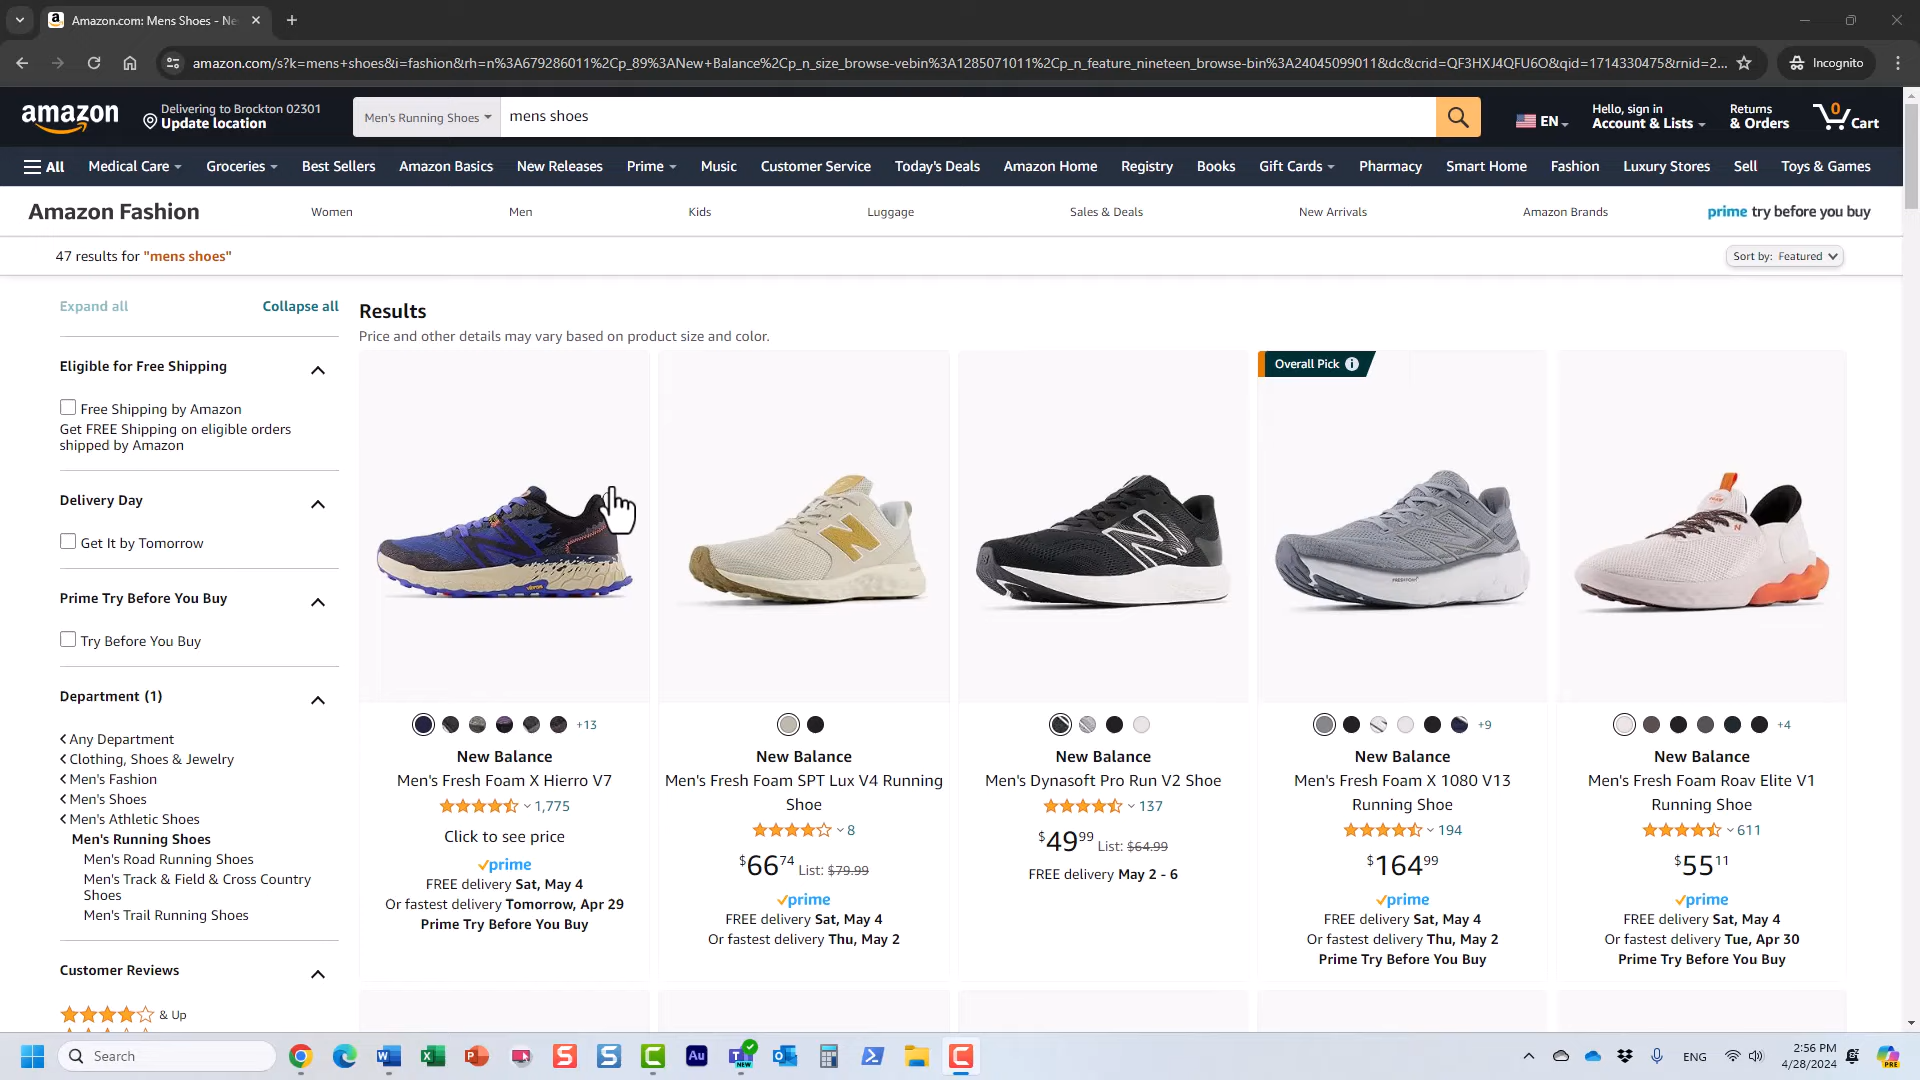 Amazon.com: Mens Shoes - Ne
amazon.com/s?k=mens+shoes&i=fashion&rh=n%3A679286011%2Cp_89%3ANew+Balance%2Cp_n_size_browse-vebin%3A1285071011%2Cp_n_feature_nineteen_browse-bin%3A24045099011&dc&crid=QF3HXJ4QFU6O&qid=1714330475&rnid=2...
Incognito
amazon
Delivering to Brockton 02301
Update location
Men's Running Shoes
mens shoes
EN
Hello, sign in
Account & Lists
Returns
& Orders
0
Cart
All
Medical Care
Groceries
Best Sellers
Amazon Basics
New Releases
Prime
Music
Customer Service
Today's Deals
Amazon Home
Registry
Books
Gift Cards
Pharmacy
Smart Home
Fashion
Luxury Stores
Sell
Toys & Games
Amazon Fashion
Women
Men
Kids
Luggage
Sales & Deals
New Arrivals
Amazon Brands
prime try before you buy
47 results for "mens shoes"
Sort by: Featured
Expand all
Collapse all
Eligible for Free Shipping
Free Shipping by Amazon
Get FREE Shipping on eligible orders
shipped by Amazon
Delivery Day
Get It by Tomorrow
Prime Try Before You Buy
Try Before You Buy
Department (1)
Any Department
Clothing, Shoes & Jewelry
Men's Fashion
Men's Shoes
Men's Athletic Shoes
Men's Running Shoes
Men's Road Running Shoes
Men's Track & Field & Cross Country
Shoes
Men's Trail Running Shoes
Customer Reviews
& Up
Results
Price and other details may vary based on product size and color.
+13
New Balance
Men's Fresh Foam X Hierro V7
1,775
Click to see price
prime
FREE delivery Sat, May 4
Or fastest delivery Tomorrow, Apr 29
Prime Try Before You Buy
New Balance
Men's Fresh Foam SPT Lux V4 Running
Shoe
8
$66 74 List: $79.99
prime
FREE delivery Sat, May 4
Or fastest delivery Thu, May 2
New Balance
Men's Dynasoft Pro Run V2 Shoe
137
$49 99 List: $64.99
FREE delivery May 2 - 6
Overall Pick
+9
New Balance
Men's Fresh Foam X 1080 V13
Running Shoe
194
$164 99
prime
FREE delivery Sat, May 4
Or fastest delivery Thu, May 2
Prime Try Before You Buy
+4
New Balance
Men's Fresh Foam Roav Elite V1
Running Shoe
611
$55 11
prime
FREE delivery Sat, May 4
Or fastest delivery Tue, Apr 30
Prime Try Before You Buy
Search
ENG
2:56 PM
4/28/2024